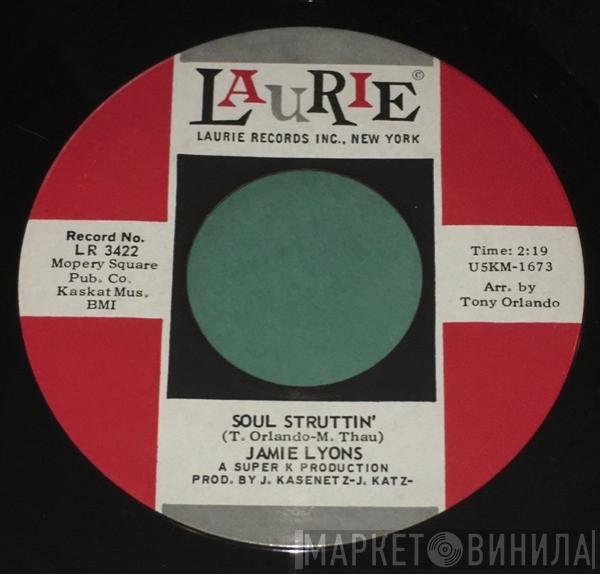 LAuRIE ©
LAURIE RECORDS INC., NEW YORK
Record No.
LR 3422
Mopery Square
Pub. Co.
Kaskat Mus.
BMI
Time: 2:19
U5KM-1673
Arr. by
Tony Orlando
SOUL STRUTTIN'
(T. Orlando-M. Thau)
JAMIE LYONS
A SUPER K PRODUCTION
PROD. BY J. KASENETZ-J. KATZ-
МАРКЕТ ВИНИЛА